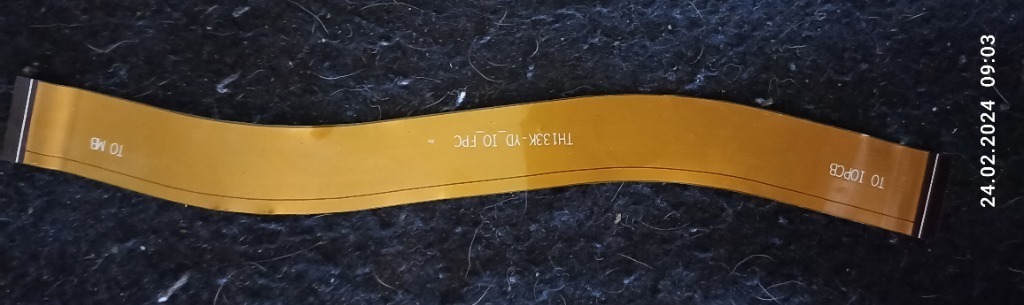 TO MB
TH133K-YD_IO_FPC
TO IOPCB
24.02.2024 09:03